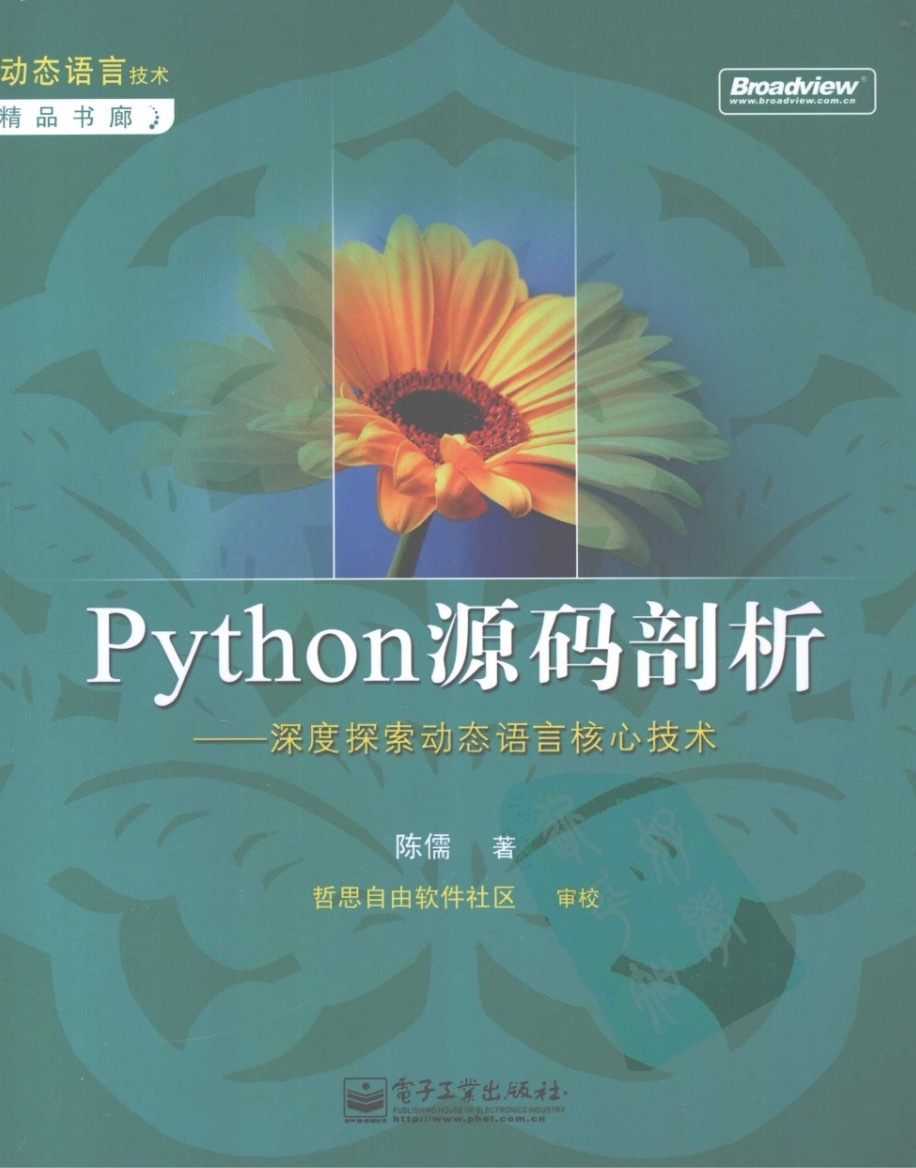 动态语言技术
精品书廊
Broadview®
www.broadview.com.cn
Python源码剖析
——深度探索动态语言核心技术
陈儒 著
哲思自由软件社区 审校
電子工業出版社.
PUBLISHING HOUSE OF ELECTRONICS INDUSTRY
PHEI http://www.phei.com.cn